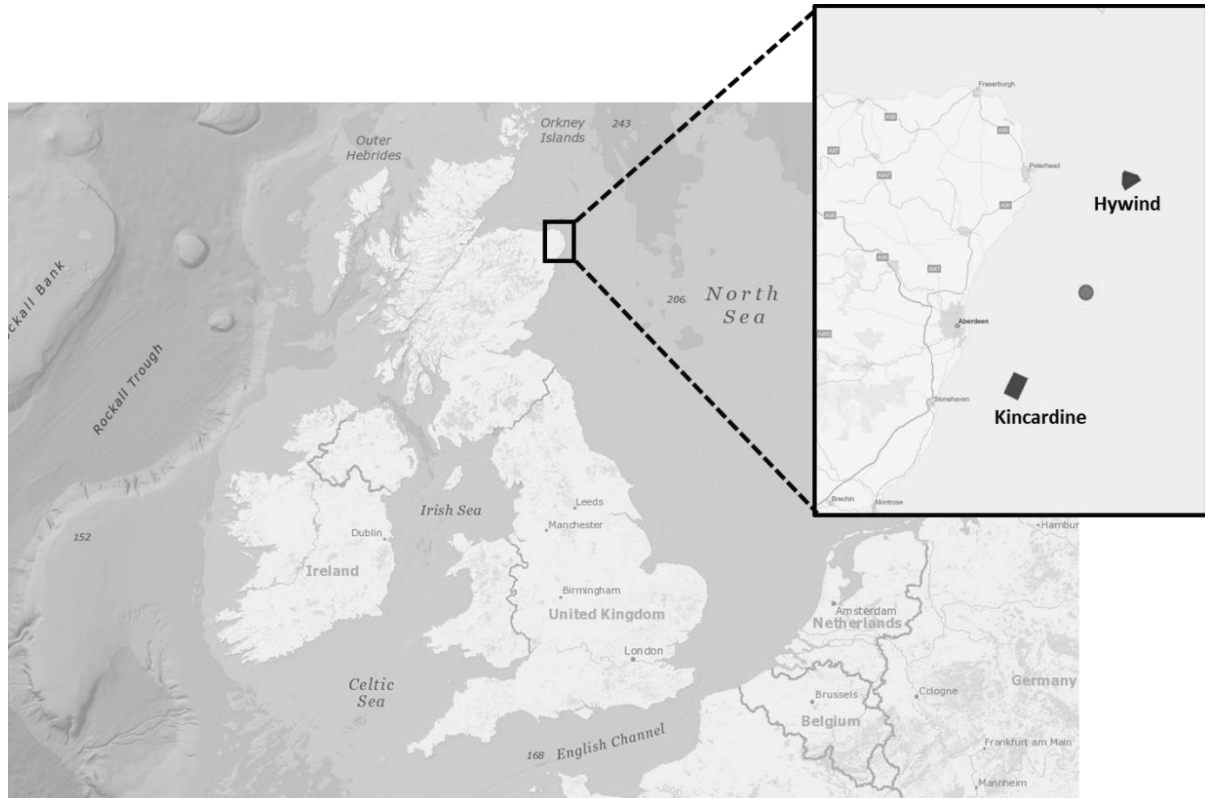 Orkney
Islands
243
Outer
Hebrides
Rockall Trough
206
North
Sea
152
Irish Sea
Dublin
Ireland
Leeds
Manchester
Birmingham
United Kingdom
London
Celtic
Sea
168
English Channel
Amsterdam
Netherlands
Brussels
Belgium
Cologne
Germany
Frankfurt am Main
Mannheim
Hambur
ockall Bank
Fraserburgh
Peterhead
Hywind
Aberdeen
Stonehaven
Kincardine
Brechin
Montrose